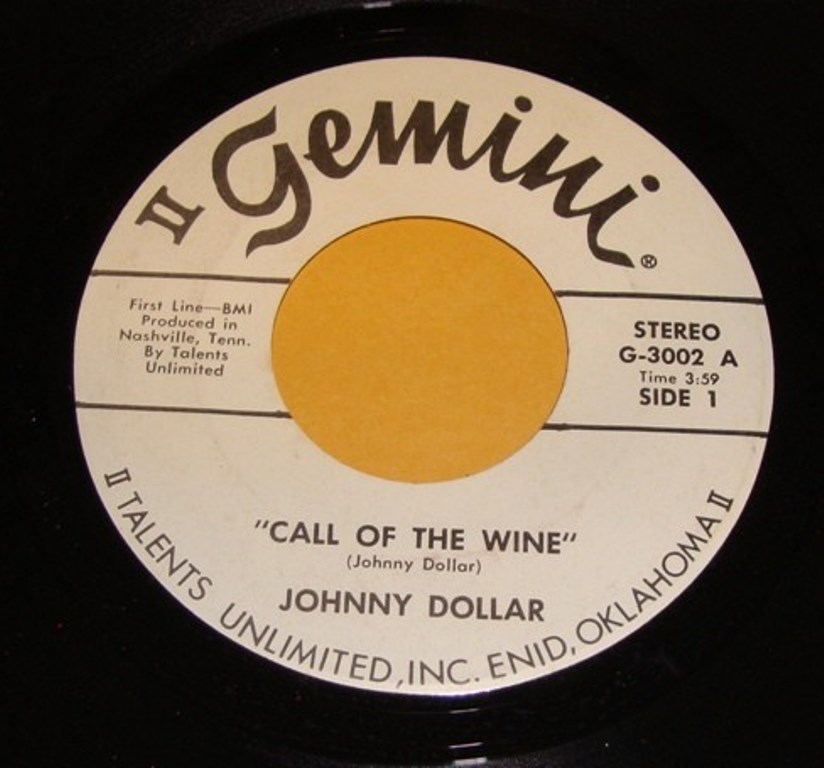 II Gemini®
First Line—BMI
Produced in
Nashville, Tenn.
By Talents
Unlimited
STEREO
G-3002 A
Time 3:59
SIDE 1
"CALL OF THE WINE"
(Johnny Dollar)
JOHNNY DOLLAR
II TALENTS UNLIMITED, INC. ENID, OKLAHOMA II